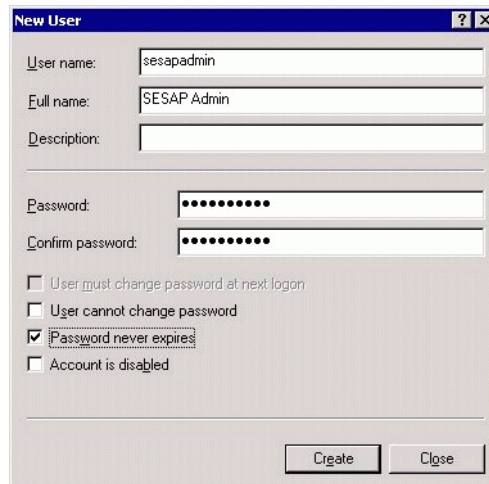 New User
User name: sesapadmin
Full name: SESAP Admin
Description:
Password: ●●●●●●●●●●
Confirm password: ●●●●●●●●●●
User must change password at next logon
User cannot change password
Password never expires
Account is disabled
Create Close